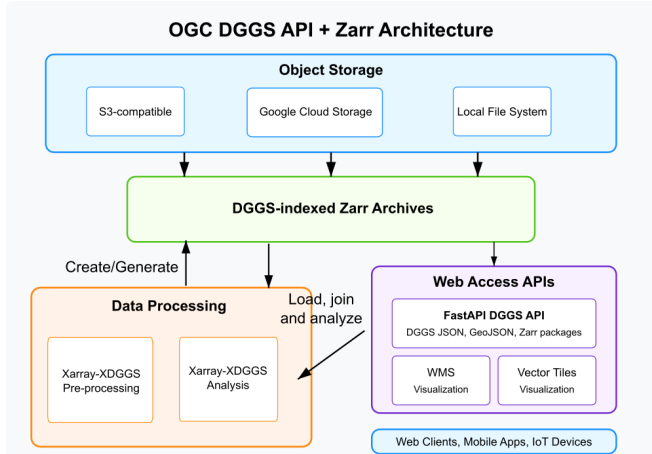 OGC DGGS API + Zarr Architecture
Object Storage
S3-compatible
Google Cloud Storage
Local File System
DGGS-indexed Zarr Archives
Create/Generate
Load, join
and analyze
Data Processing
Xarray-XDGGS
Pre-processing
Xarray-XDGGS
Analysis
Web Access APIs
FastAPI DGGS API
DGGS JSON, GeoJSON, Zarr packages
WMS
Visualization
Vector Tiles
Visualization
Web Clients, Mobile Apps, IoT Devices